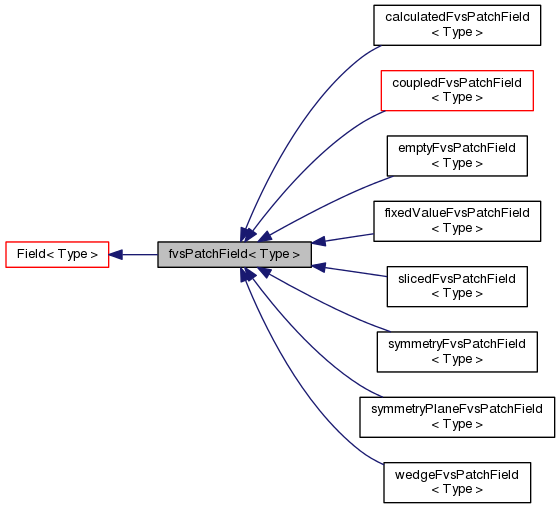 calculatedFvsPatchField
< Type >
coupledFvsPatchField
< Type >
emptyFvsPatchField
< Type >
fixedValueFvsPatchField
< Type >
Field< Type >
fvsPatchField< Type >
slicedFvsPatchField
< Type >
symmetryFvsPatchField
< Type >
symmetryPlaneFvsPatchField
< Type >
wedgeFvsPatchField
< Type >